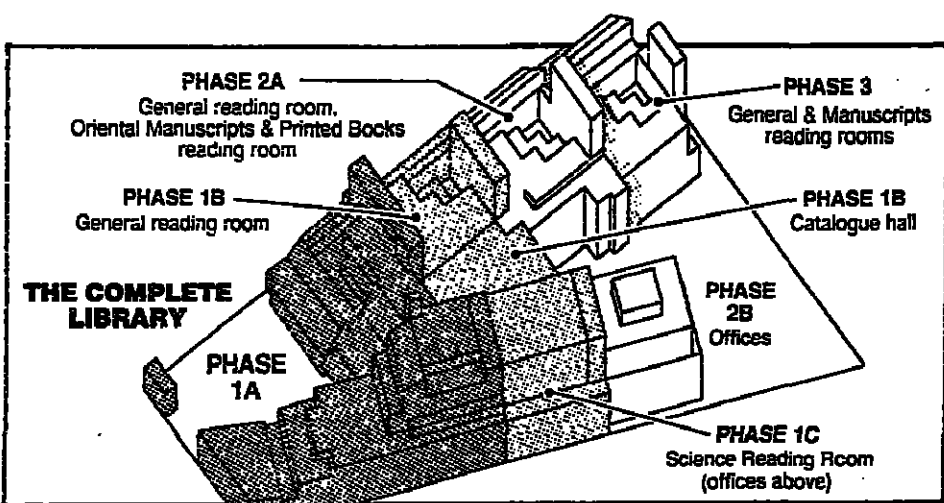 PHASE 2A
General reading room,
Oriental Manuscripts & Printed Books
reading room
PHASE 3
General & Manuscripts
reading rooms
PHASE 1B
General reading room
PHASE 1B
Catalogue hall
THE COMPLETE
LIBRARY
PHASE
2B
Offices
PHASE
1A
PHASE 1C
Science Reading Room
(offices above)